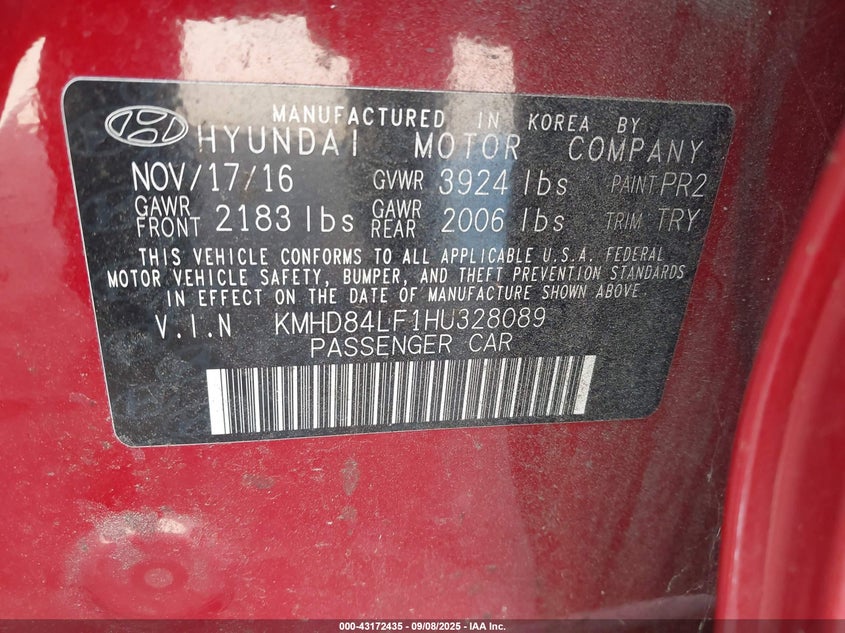 MANUFACTURED IN KOREA BY
HYUNDAI MOTOR COMPANY
NOV/17/16 GVWR 3924 lbs PAINT PR2
GAWR FRONT 2183 lbs GAWR REAR 2006 lbs TRIM TRY
THIS VEHICLE CONFORMS TO ALL APPLICABLE U.S.A. FEDERAL
MOTOR VEHICLE SAFETY, BUMPER, AND THEFT PREVENTION STANDARDS
IN EFFECT ON THE DATE OF MANUFACTURE SHOWN ABOVE.
V.I.N KMHD84LF1HU328089
PASSENGER CAR
000-43172435 - 09/08/2025 - IAA Inc.